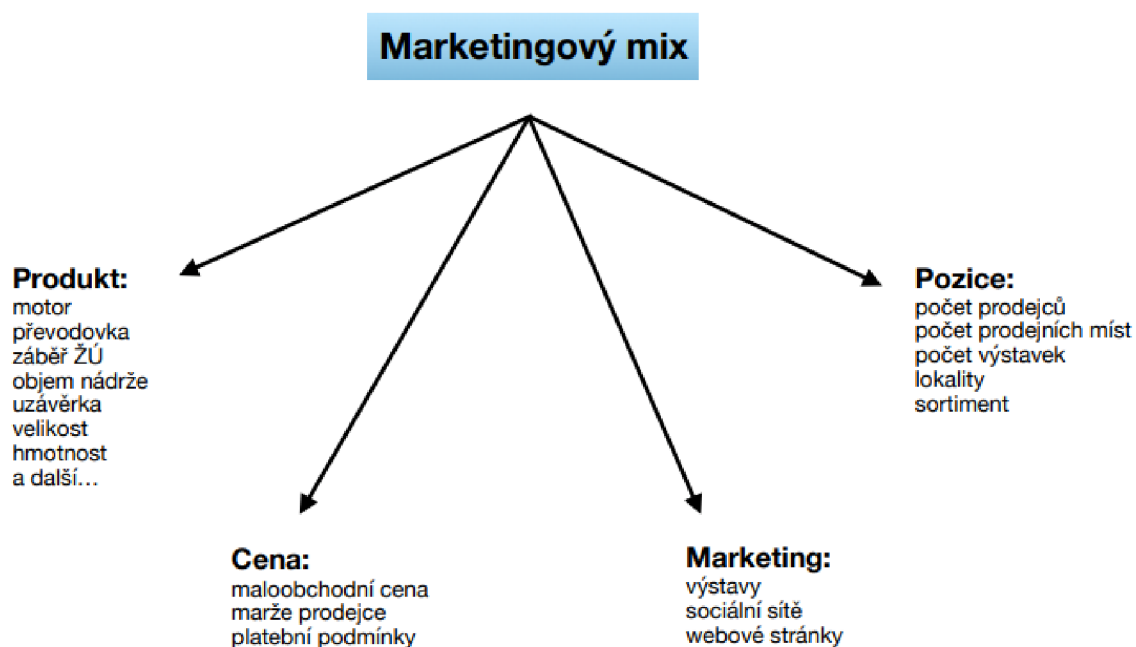 Marketingový mix
Produkt:
motor
převodovka
záběř ŽÚ
objem nádrže
uzávěrka
velikost
hmotnost
a další...
Cena:
maloobchodní cena
marže prodejce
platební podmínky
Marketing:
výstavy
sociální sítě
webové stránky
Pozice:
počet prodejců
počet prodejních míst
počet výstavek
lokality
sortiment